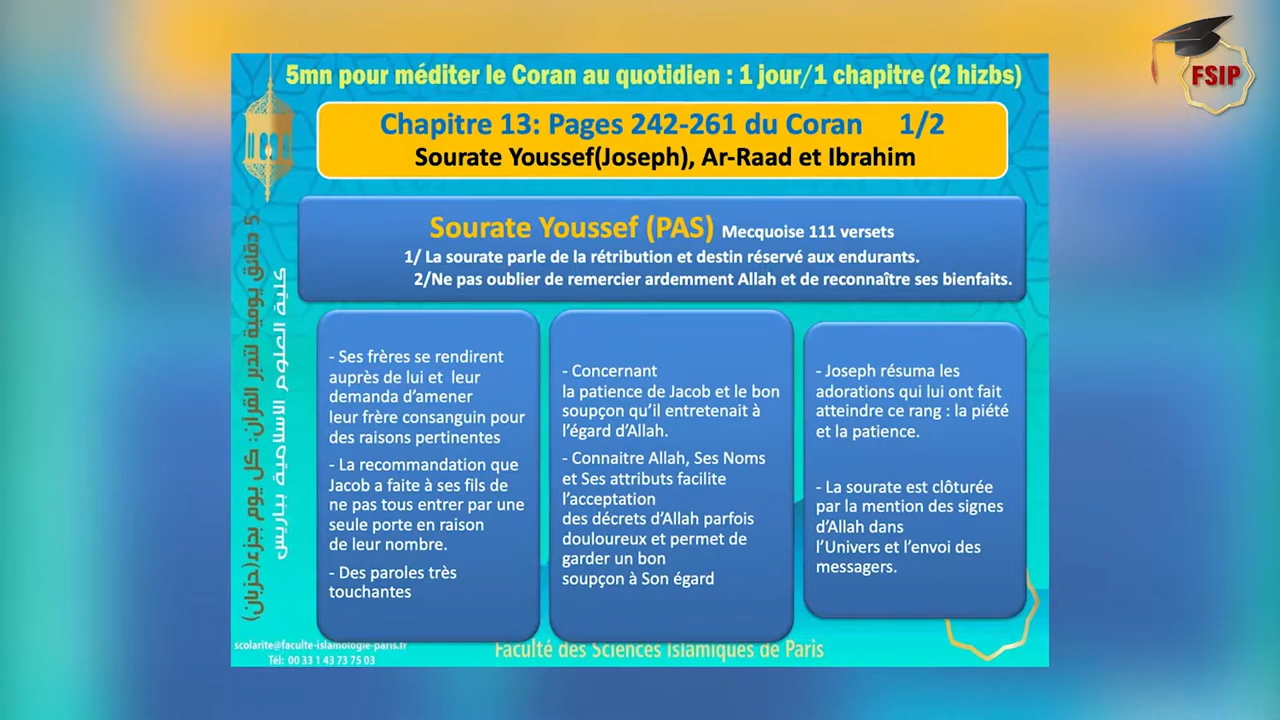 FSIP
5mn pour méditer le Coran au quotidien : 1 jour/1 chapitre (2 hizbs)
Chapitre 13: Pages 242-261 du Coran 1/2
Sourate Youssef(Joseph), Ar-Raad et Ibrahim
Sourate Youssef (PAS) Mecquoise 111 versets
1/ La sourate parle de la rétribution et destin réservé aux endurants.
2/Ne pas oublier de remercier ardemment Allah et de reconnaître ses bienfaits.
- Ses frères se rendirent
auprès de lui et leur
demanda d'amener
leur frère consanguin pour
des raisons pertinentes
- La recommandation que
Jacob a faite à ses fils de
ne pas tous entrer par une
seule porte en raison
de leur nombre.
- Des paroles très
touchantes
- Concernant
la patience de Jacob et le bon
soupçon qu'il entretenait à
l'égard d'Allah.
- Connaitre Allah, Ses Noms
et Ses attributs facilite
l'acceptation
des décrets d'Allah parfois
douloureux et permet de
garder un bon
soupçon à Son égard
- Joseph résuma les
adorations qui lui ont fait
atteindre ce rang : la piété
et la patience.
- La sourate est clôturée
par la mention des signes
d'Allah dans
l'Univers et l'envoi des
messagers.
5 دقائق يومية لتدبر القرآن: كل يوم بجزء(حزبان)
كلية العلوم الاسلامية بباريس
scolarite@faculte-islamologie-paris.fr
Tél: 00 33 1 43 73 75 03
Faculté des Sciences Islamiques de Paris